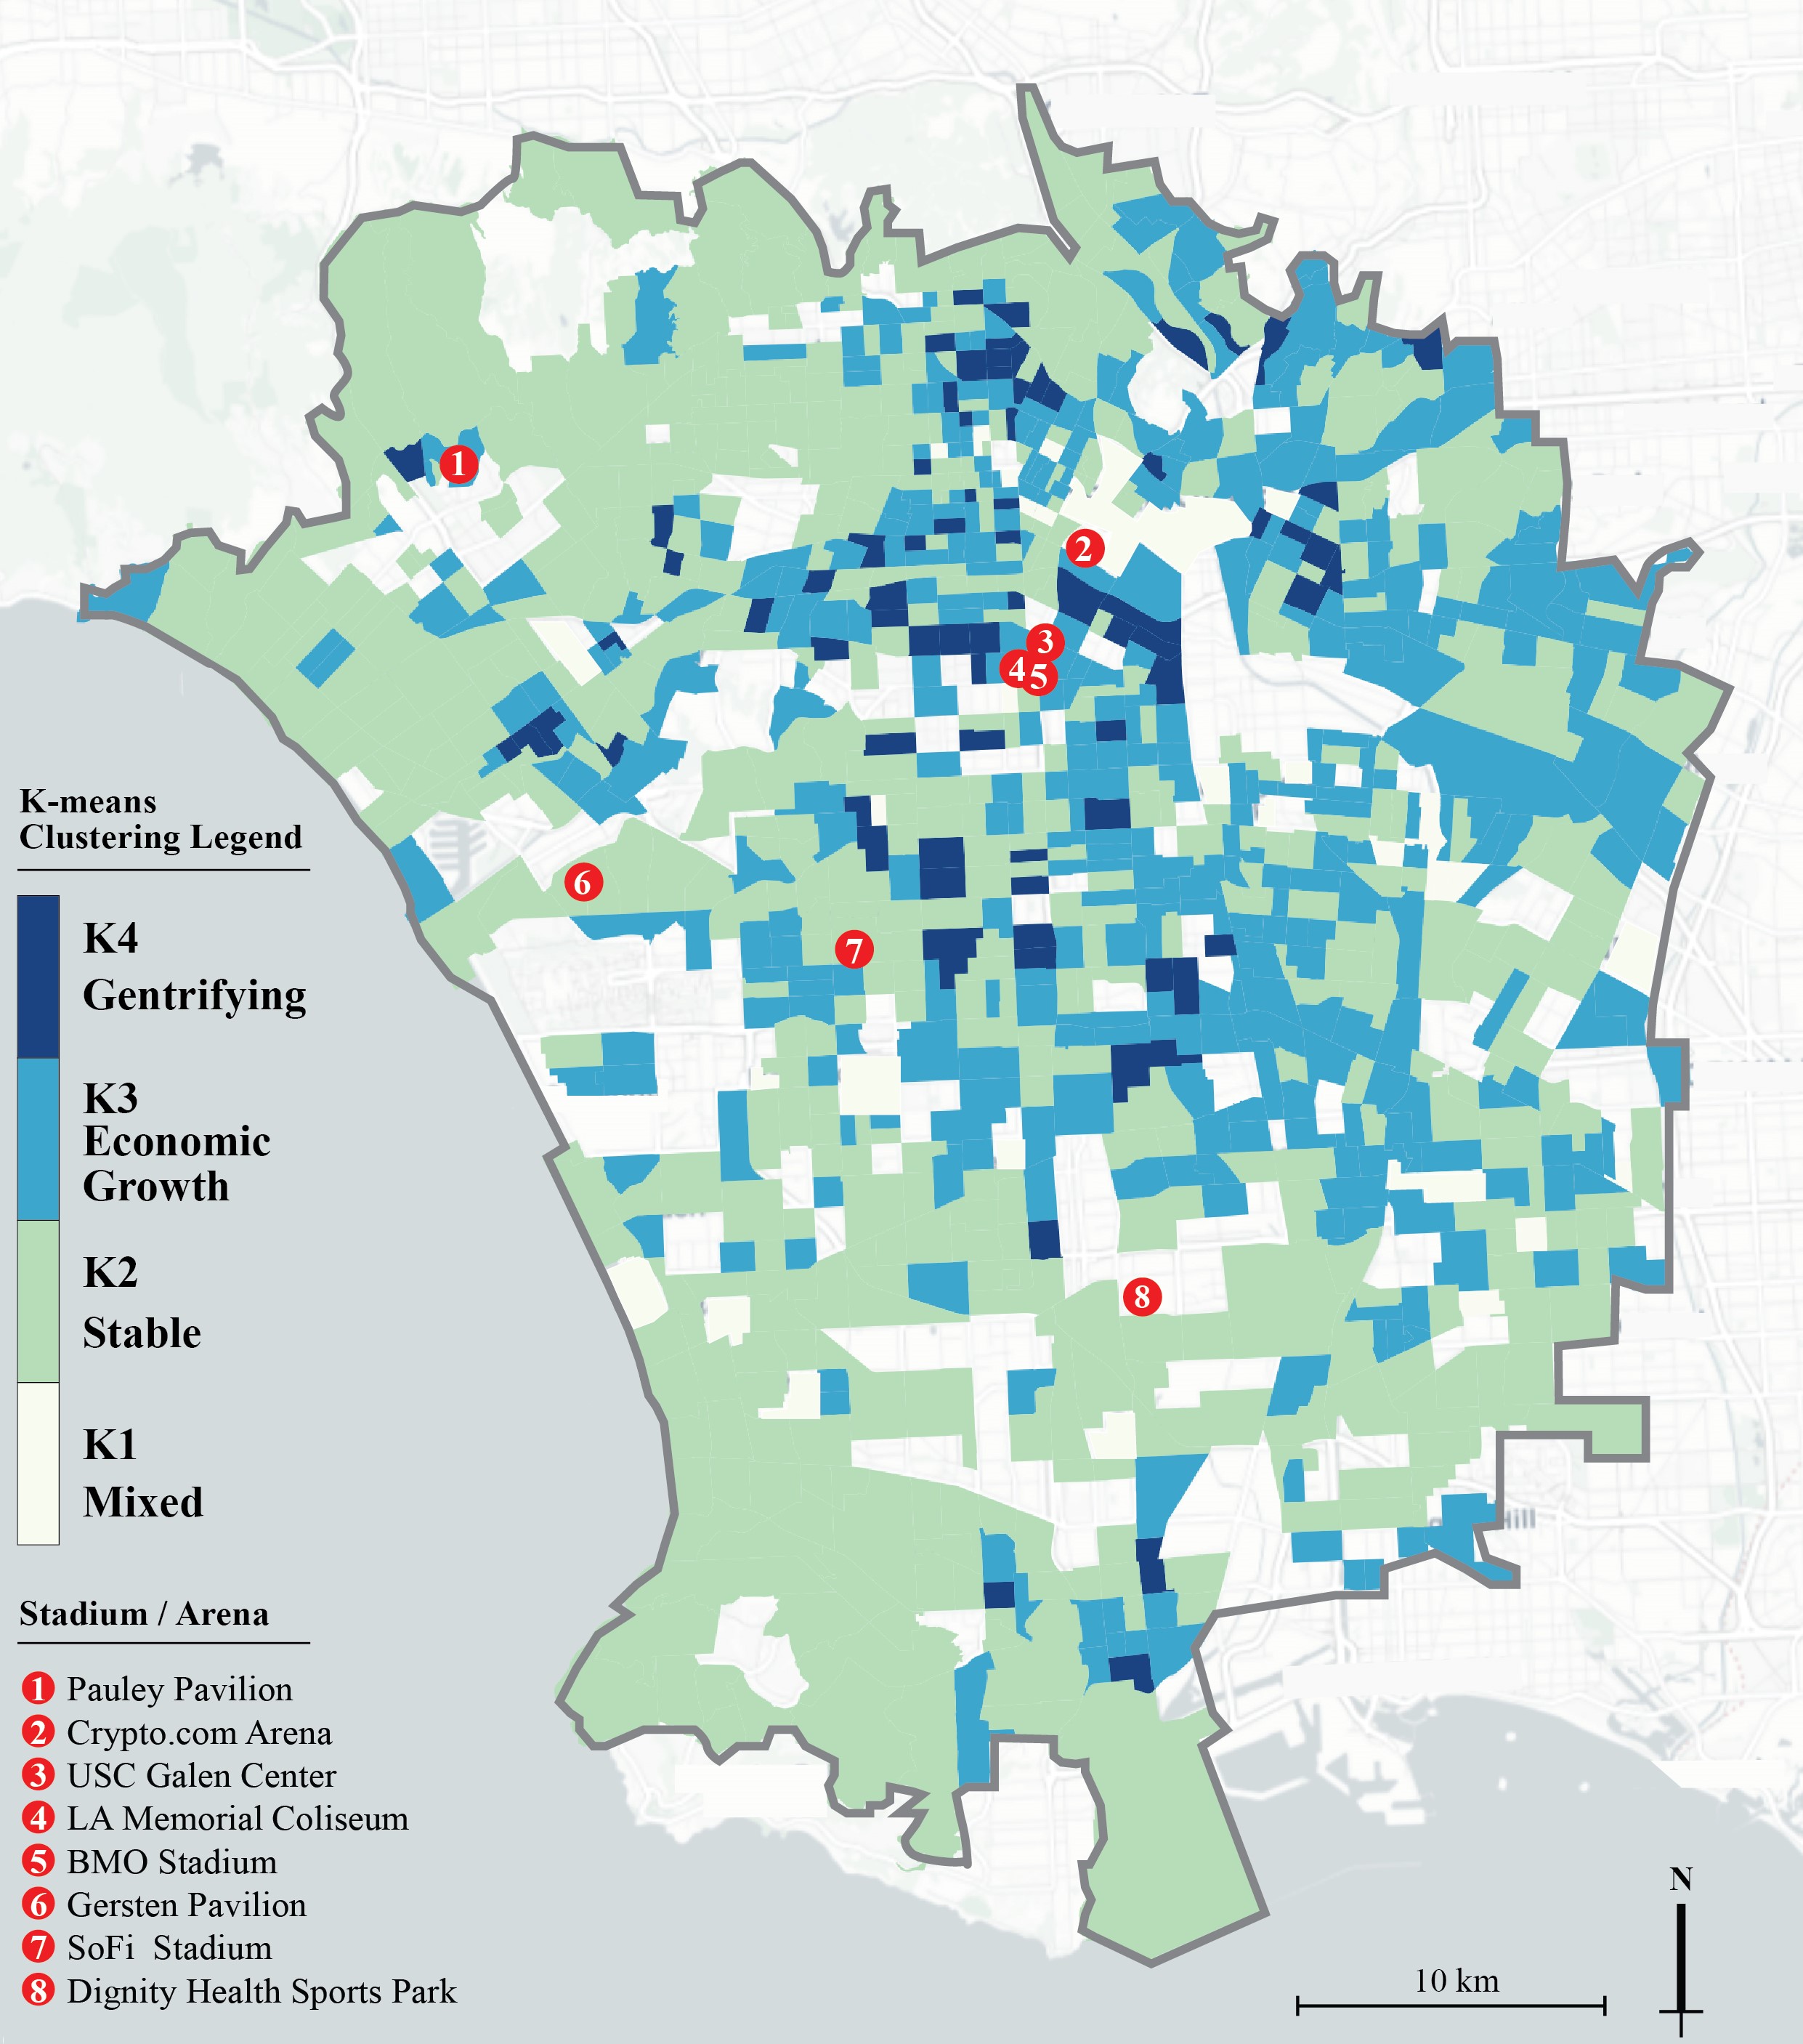 K-means
Clustering Legend
K4
Gentrifying
K3
Economic
Growth
K2
Stable
K1
Mixed
Stadium / Arena
1 Pauley Pavilion
2 Crypto.com Arena
3 USC Galen Center
4 LA Memorial Coliseum
5 BMO Stadium
6 Gersten Pavilion
7 SoFi Stadium
8 Dignity Health Sports Park
1
2
3
4
5
6
7
8
10 km
N